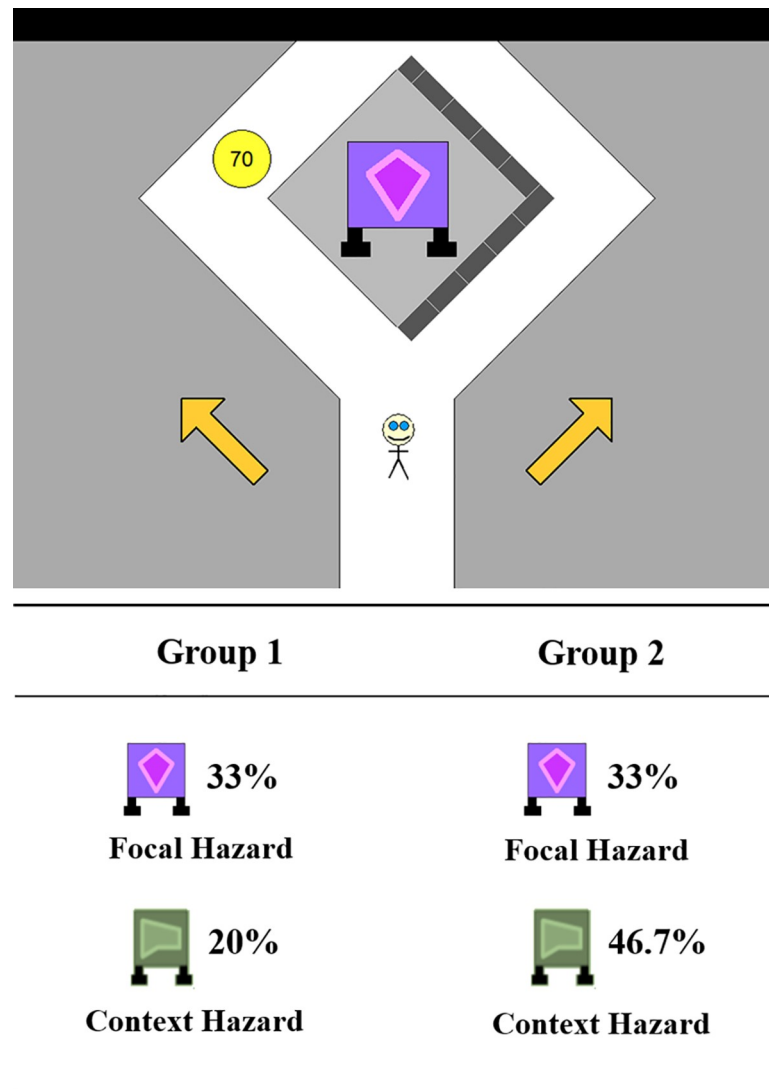 70
Group 1 Group 2
33% 33%
Focal Hazard Focal Hazard
20% 46.7%
Context Hazard Context Hazard